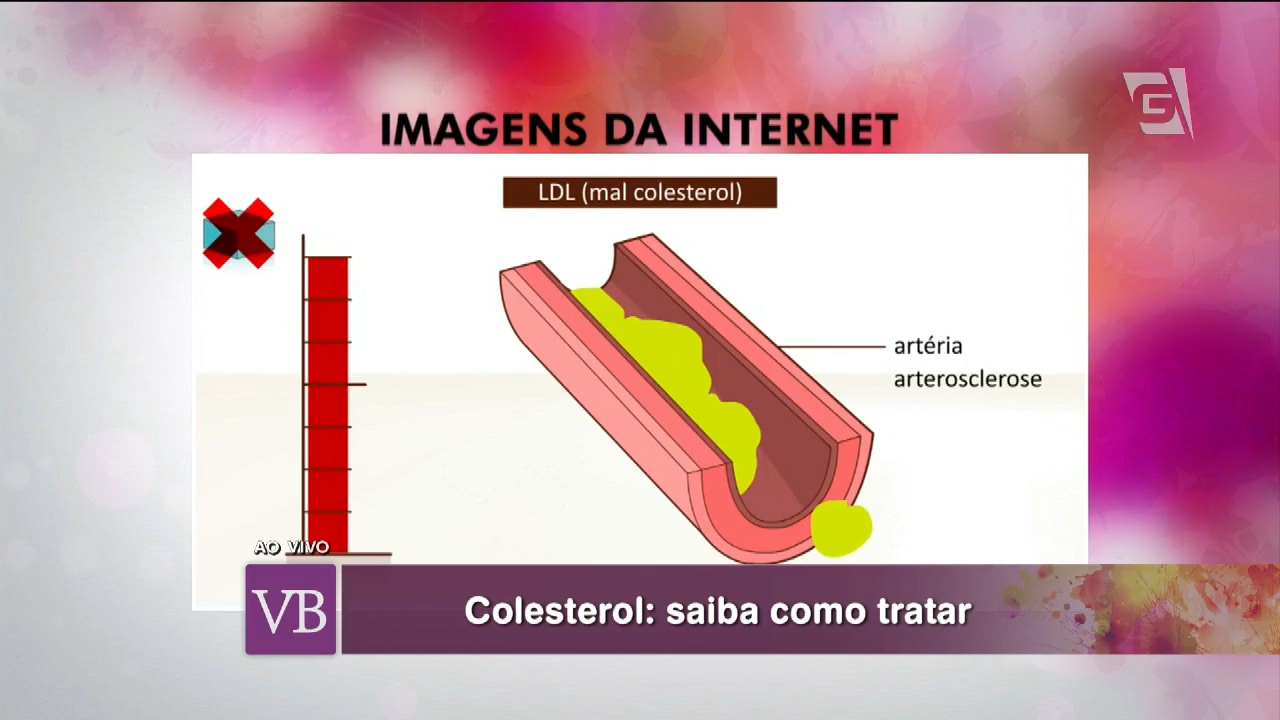 IMAGENS DA INTERNET
LDL (mal colesterol)
artéria
arterosclerose
AO VIVO
VB
Colesterol: saiba como tratar